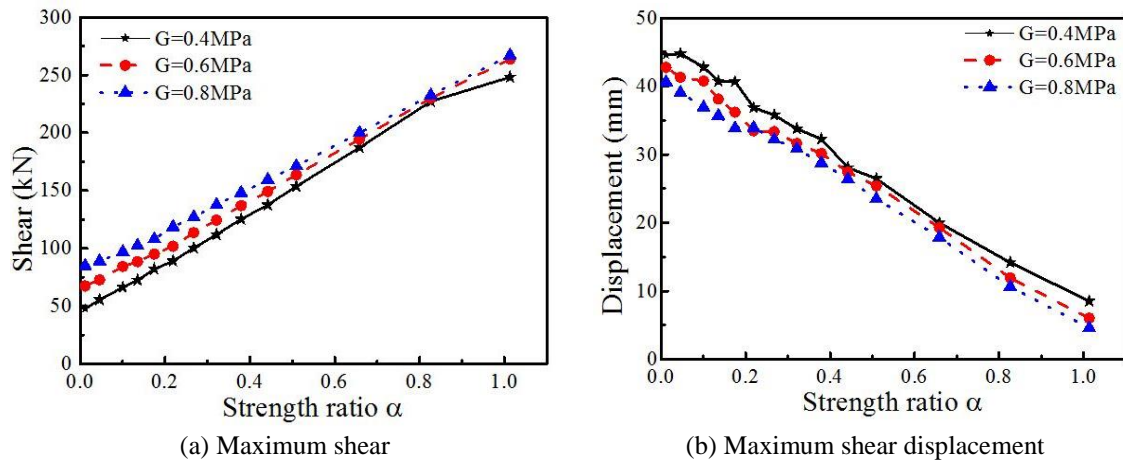 300
250
200
150
100
50
0
Shear (kN)
G=0.4MPa
G=0.6MPa
G=0.8MPa
0.0 0.2 0.4 0.6 0.8 1.0
Strength ratio α
(a) Maximum shear
50
40
30
20
10
0
Displacement (mm)
G=0.4MPa
G=0.6MPa
G=0.8MPa
0.0 0.2 0.4 0.6 0.8 1.0
Strength ratio α
(b) Maximum shear displacement